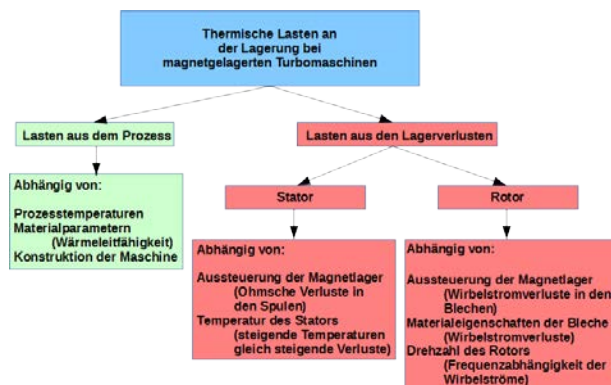 Thermische Lasten an
der Lagerung bei
magnetgelagerten Turbomaschinen
Lasten aus dem Prozess
Lasten aus den Lagerverlusten
Abhängig von:
Prozesstemperaturen
Materialparametern
(Wärmeleitfähigkeit)
Konstruktion der Maschine
Stator
Rotor
Abhängig von:
Aussteuerung der Magnetlager
(Ohmsche Verluste in
den Spulen)
Temperatur des Stators
(steigende Temperaturen
gleich steigende Verluste)
Abhängig von:
Aussteuerung der Magnetlager
(Wirbelstromverluste in den
Blechen)
Materialeigenschaften der Bleche
(Wirbelstromverluste)
Drehzahl des Rotors
(Frequenzabhängigkeit der
Wirbelströme)